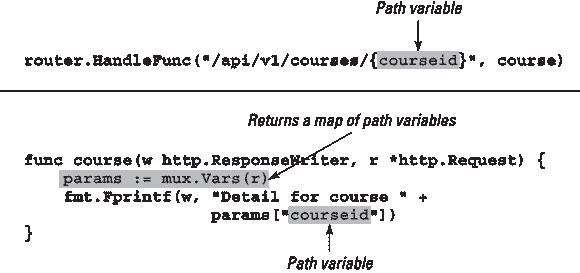 Path variable
router.HandleFunc("/api/v1/courses/{courseid}", course)
Returns a map of path variables
func course(w http.ResponseWriter, r *http.Request) {
params := mux.Vars(r)
fmt.Fprintf(w, "Detail for course " +
params["courseid"])
}
Path variable